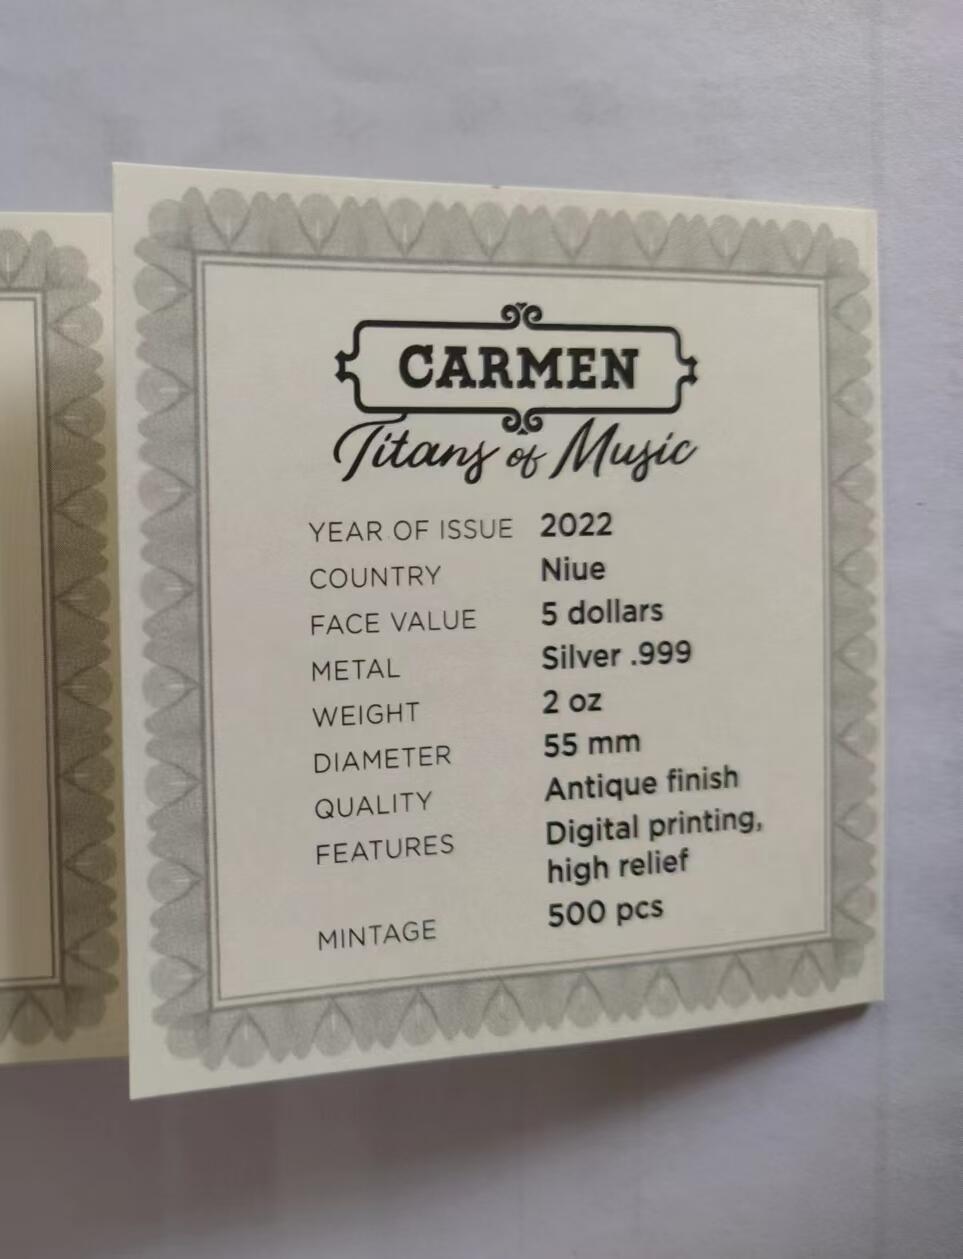 CARMEN
Titans of Music
YEAR OF ISSUE 2022
COUNTRY Niue
FACE VALUE 5 dollars
METAL Silver .999
WEIGHT 2 oz
DIAMETER 55 mm
QUALITY Antique finish
FEATURES Digital printing,
high relief
MINTAGE 500 pcs